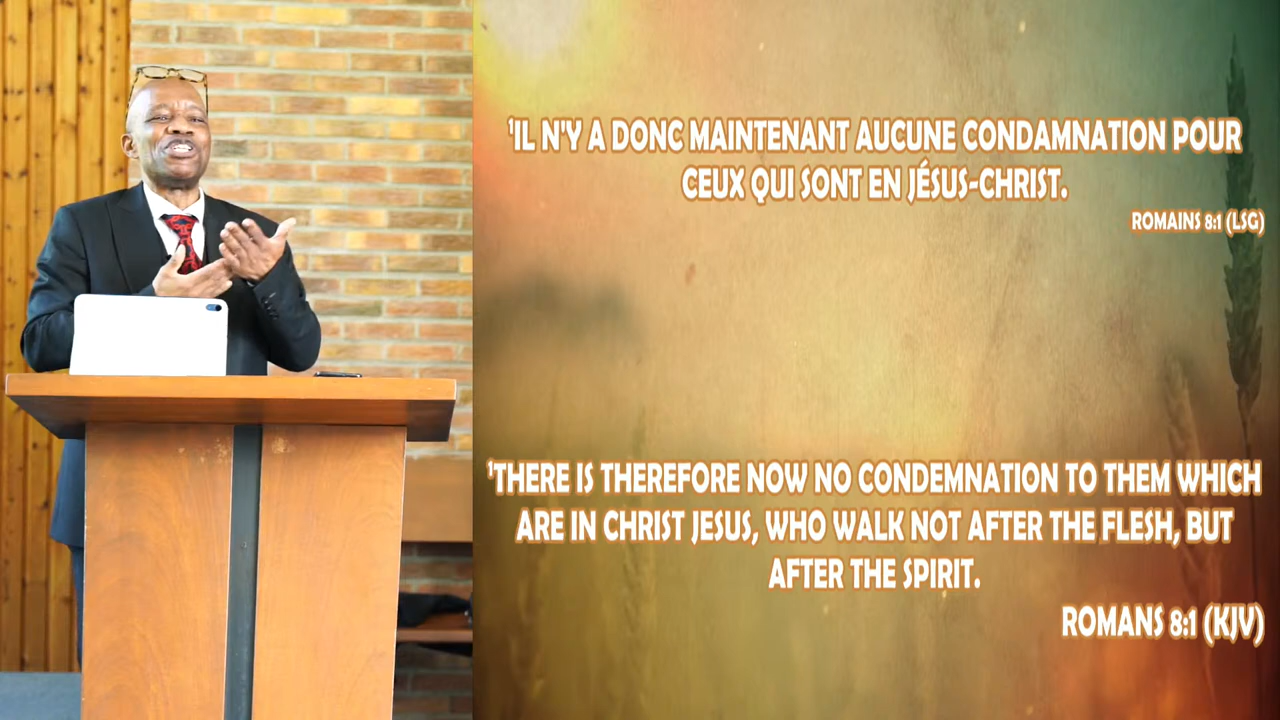 ¹IL N'Y A DONC MAINTENANT AUCUNE CONDAMNATION POUR
CEUX QUI SONT EN JÉSUS-CHRIST.
ROMAINS 8:1 (LSG)
¹THERE IS THEREFORE NOW NO CONDEMNATION TO THEM WHICH
ARE IN CHRIST JESUS, WHO WALK NOT AFTER THE FLESH, BUT
AFTER THE SPIRIT.
ROMANS 8:1 (KJV)